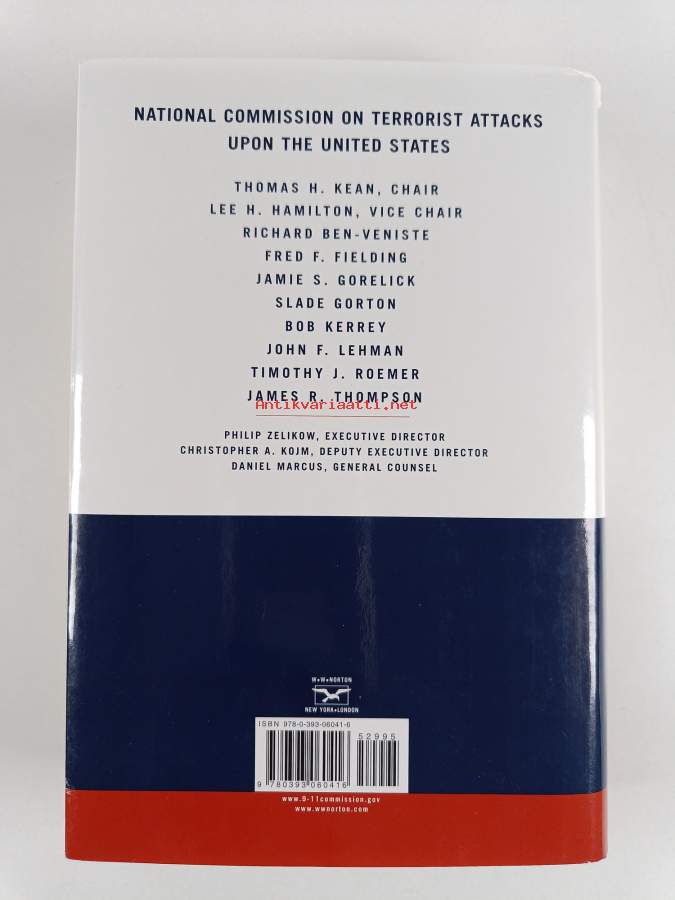 NATIONAL COMMISSION ON TERRORIST ATTACKS
UPON THE UNITED STATES
THOMAS H. KEAN, CHAIR
LEE H. HAMILTON, VICE CHAIR
RICHARD BEN-VENISTE
FRED F. FIELDING
JAMIE S. GORELICK
SLADE GORTON
BOB KERREY
JOHN F. LEHMAN
TIMOTHY J. ROEMER
JAMES R. THOMPSON
Antikvariaatti.net
PHILIP ZELIKOW, EXECUTIVE DIRECTOR
CHRISTOPHER A. KOJM, DEPUTY EXECUTIVE DIRECTOR
DANIEL MARCUS, GENERAL COUNSEL
W•W•NORTON
NEW YORK•LONDON
ISBN 978-0-393-06041-6
52995
9 780393 060416
www.9-11commission.gov
www.wwnorton.com